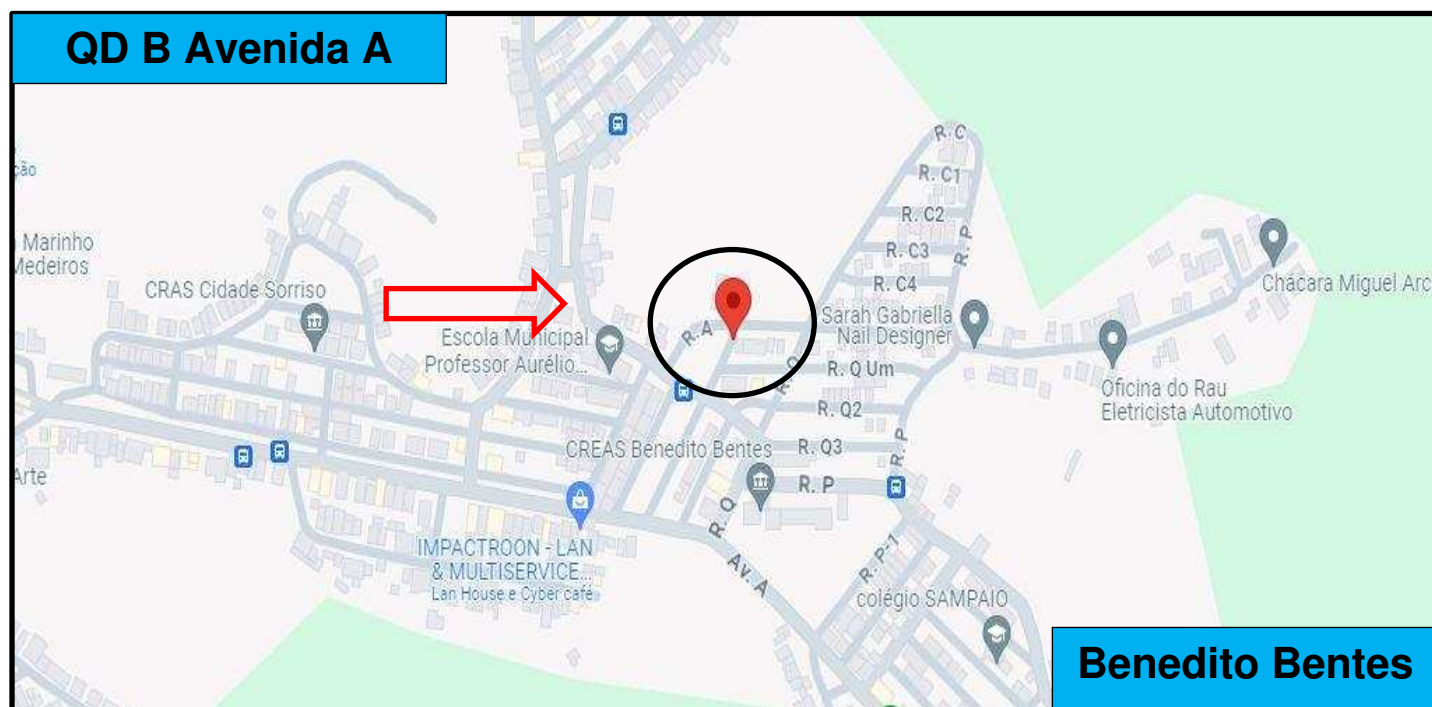 QD B Avenida A
ção
Marinho
Medeiros
CRAS Cidade Sorriso
Escola Municipal
Professor Aurélio...
R. A
R. C
R. C1
R. C2
R. C3
R. P
R. C4
Sarah Gabriella
Nail Designer
Chácara Miguel Arc
R. Q
R. Q Um
Oficina do Rau
Eletricista Automotivo
R. Q2
CREAS Benedito Bentes
R. Q3
R. P
R. P
Arte
R. Q
IMPACTROON - LAN
& MULTISERVICE...
Lan House e Cyber café
Av. A
R. P-1
colégio SAMPAIO
Benedito Bentes